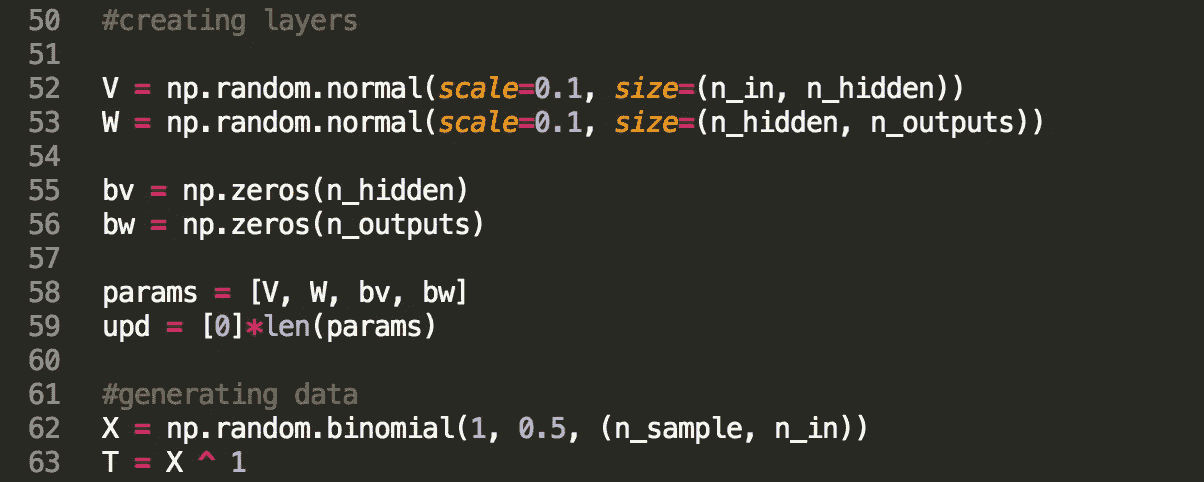 50 #creating layers
51
52 V = np.random.normal(scale=0.1, size=(n_in, n_hidden))
53 W = np.random.normal(scale=0.1, size=(n_hidden, n_outputs))
54
55 bv = np.zeros(n_hidden)
56 bw = np.zeros(n_outputs)
57
58 params = [V, W, bv, bw]
59 upd = [0]*len(params)
60
61 #generating data
62 X = np.random.binomial(1, 0.5, (n_sample, n_in))
63 T = X ^ 1